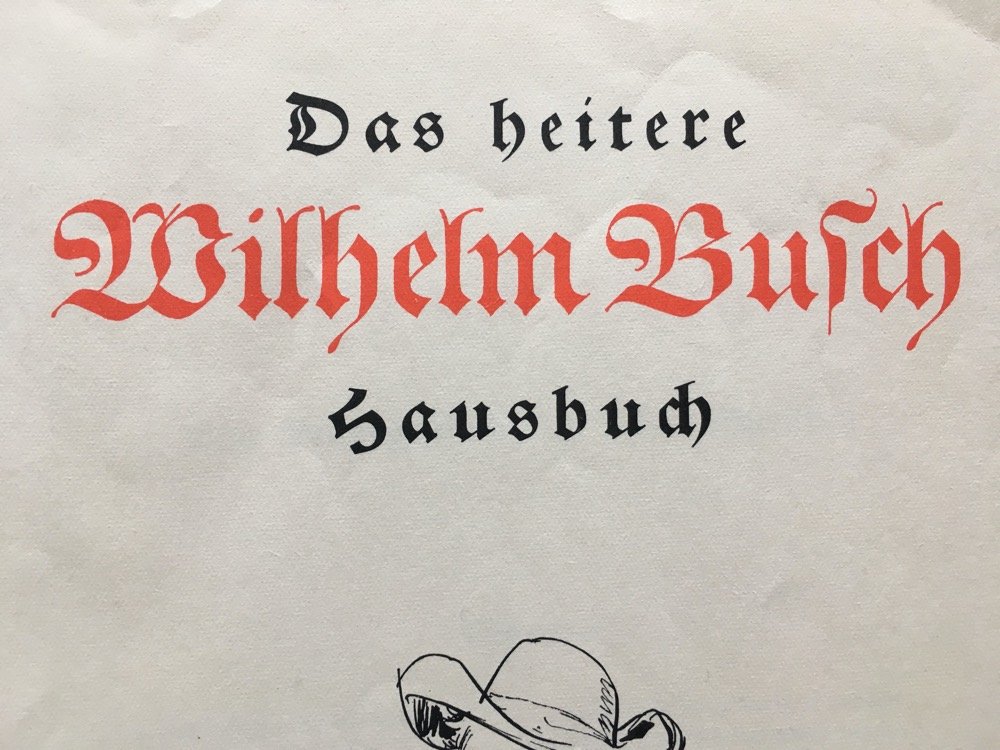 Das heitere
Wilhelm Buſch
Hausbuch